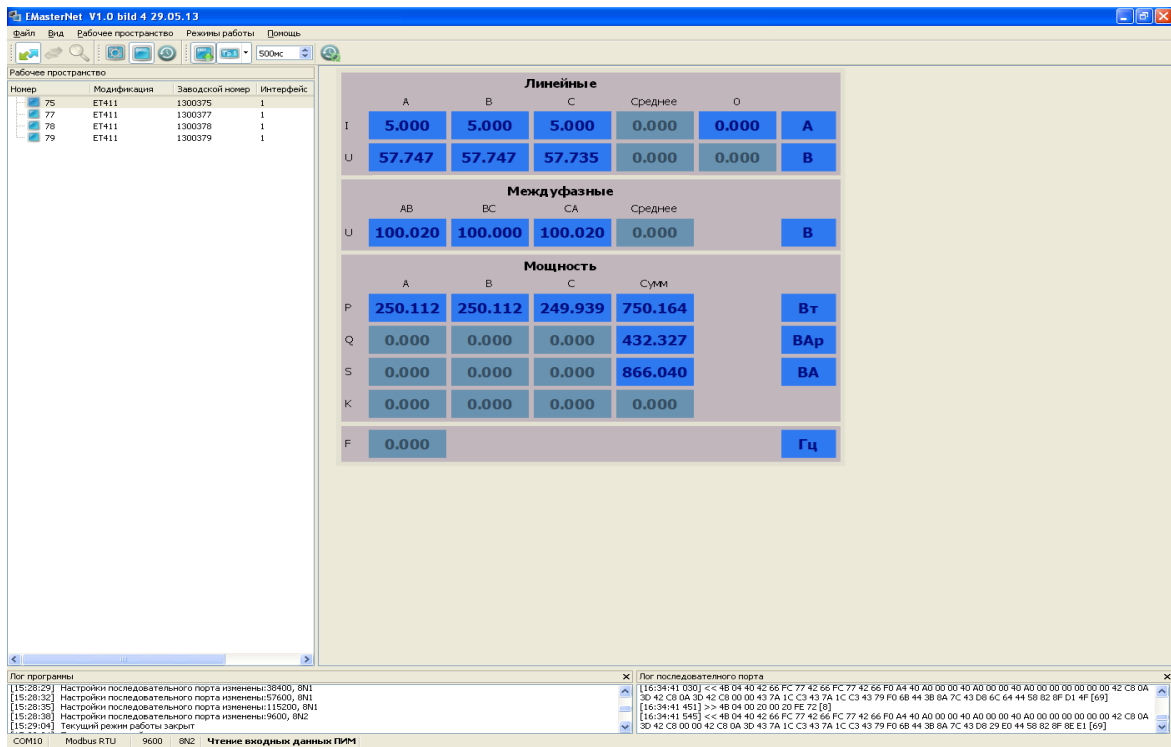 EMasterNet V1.0 bild 4 29.05.13
Файл Вид Рабочее пространство Режимы работы Помощь
500мс
Рабочее пространство
Номер Модификация Заводской номер Интерфейс
75 ET411 1300375 1
77 ET411 1300377 1
78 ET411 1300378 1
79 ET411 1300379 1
Линейные
A B C Среднее 0
I 5.000 5.000 5.000 0.000 0.000 А
U 57.747 57.747 57.735 0.000 0.000 В
Междуфазные
AB BC CA Среднее
U 100.020 100.000 100.020 0.000 В
Мощность
A B C Сумм
P 250.112 250.112 249.939 750.164 Вт
Q 0.000 0.000 0.000 432.327 ВАр
S 0.000 0.000 0.000 866.040 ВА
K 0.000 0.000 0.000 0.000
F 0.000 Гц
Лог программы
[15:28:29] Настройки последовательного порта изменены:38400, 8N1
[15:28:32] Настройки последовательного порта изменены:57600, 8N1
[15:28:35] Настройки последовательного порта изменены:115200, 8N1
[15:28:38] Настройки последовательного порта изменены:9600, 8N2
[15:29:04] Текущий режим работы закрыт
Лог последователного порта
[16:34:41 030] << 4B 04 40 42 66 FC 77 42 66 FC 77 42 66 F0 A4 40 A0 00 00 40 A0 00 00 40 A0 00 00 00 00 00 00 42 C8 0A
3D 42 C8 0A 3D 42 C8 00 00 43 7A 1C C3 43 7A 1C C3 43 79 F0 6B 44 3B 8A 7C 43 D8 6C 64 44 58 82 8F D1 4F [69]
[16:34:41 451] >> 4B 04 00 20 00 20 FE 72 [8]
[16:34:41 545] << 4B 04 40 42 66 FC 77 42 66 FC 77 42 66 F0 A4 40 A0 00 00 40 A0 00 00 40 A0 00 00 00 00 00 00 42 C8 0A
3D 42 C8 00 00 42 C8 0A 3D 43 7A 1C C3 43 7A 1C C3 43 79 F0 6B 44 3B 8A 7C 43 D8 29 E0 44 58 82 8F 8E E1 [69]
COM10 Modbus RTU 9600 8N2 Чтение входных данных ПИМ